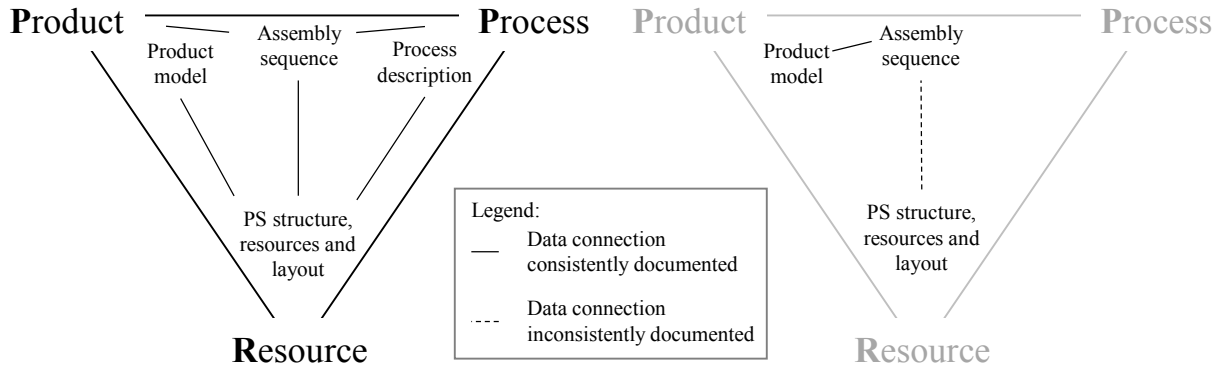 Product
Process
Assembly
sequence
Product
model
Process
description
PS structure,
resources and
layout
Resource
Legend:
Data connection
consistently documented
Data connection
inconsistently documented
Product
Process
Assembly
sequence
Product
model
PS structure,
resources and
layout
Resource